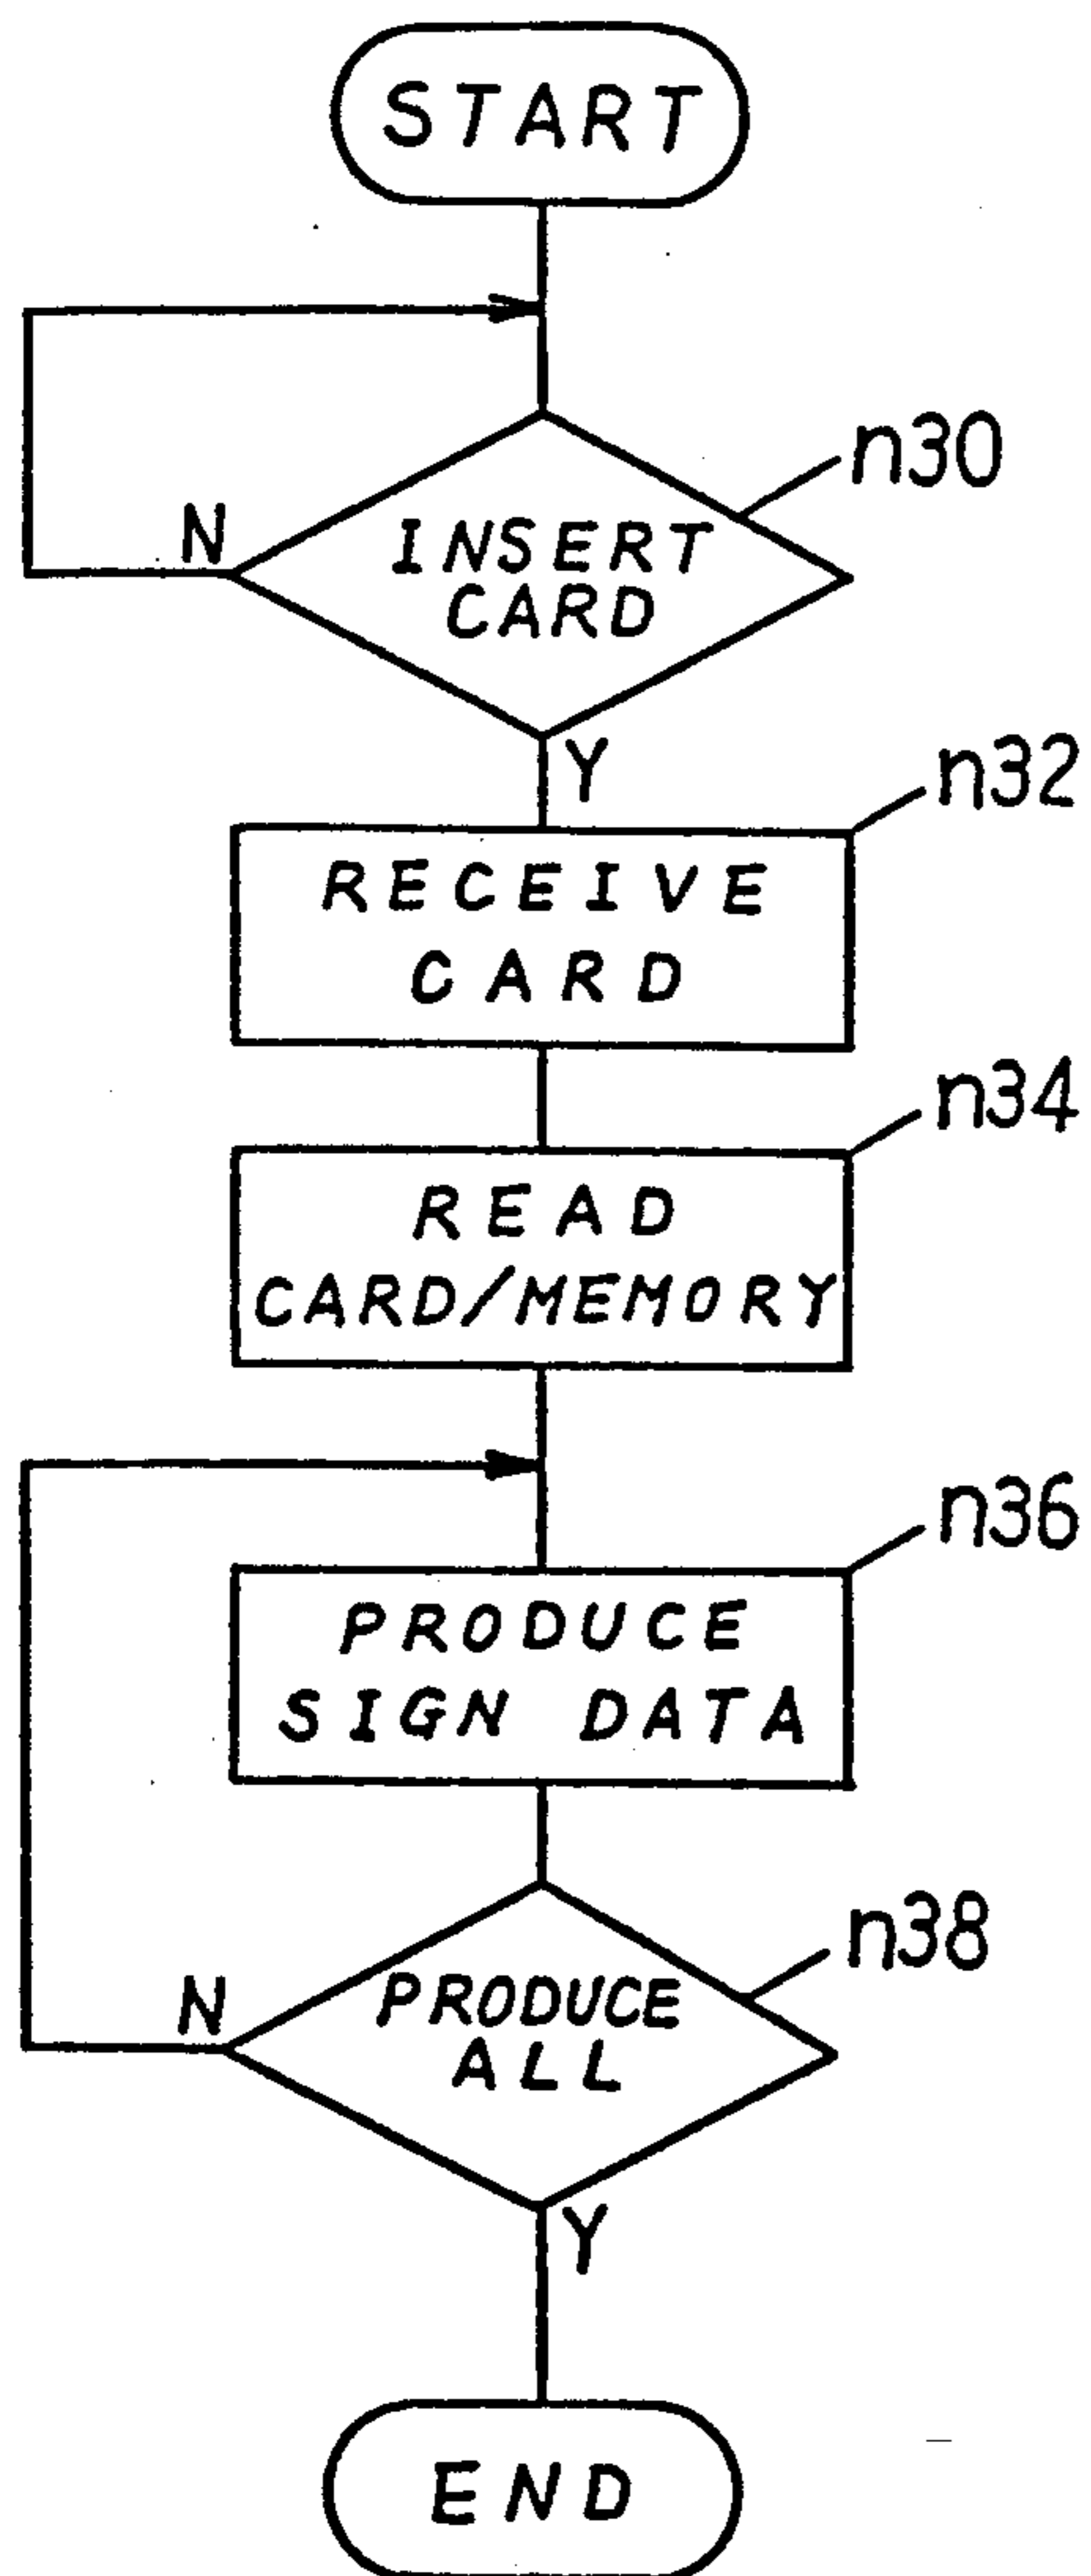 START
n30
N
INSERT
CARD
Y
n32
RECEIVE
CARD
n34
READ
CARD/MEMORY
n36
PRODUCE
SIGN DATA
n38
N
PRODUCE
ALL
Y
END